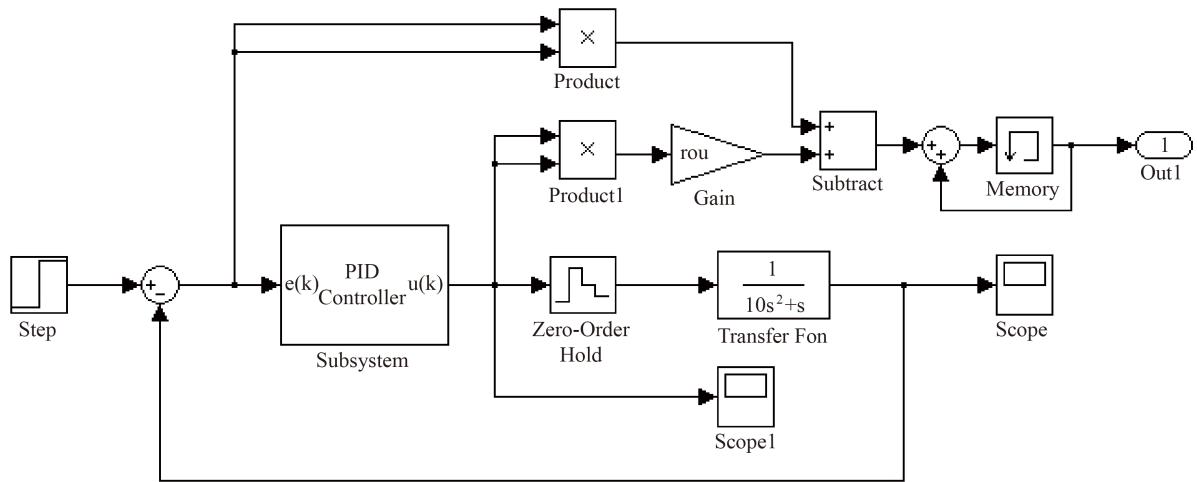 ×
Product
×
Product1
rou
Gain
+
+
Subtract
+
+
Memory
1
Out1
Step
+
−
e(k)
PID
Controller
u(k)
Subsystem
Zero-Order
Hold
1
10s²+s
Transfer Fon
Scope
Scope1